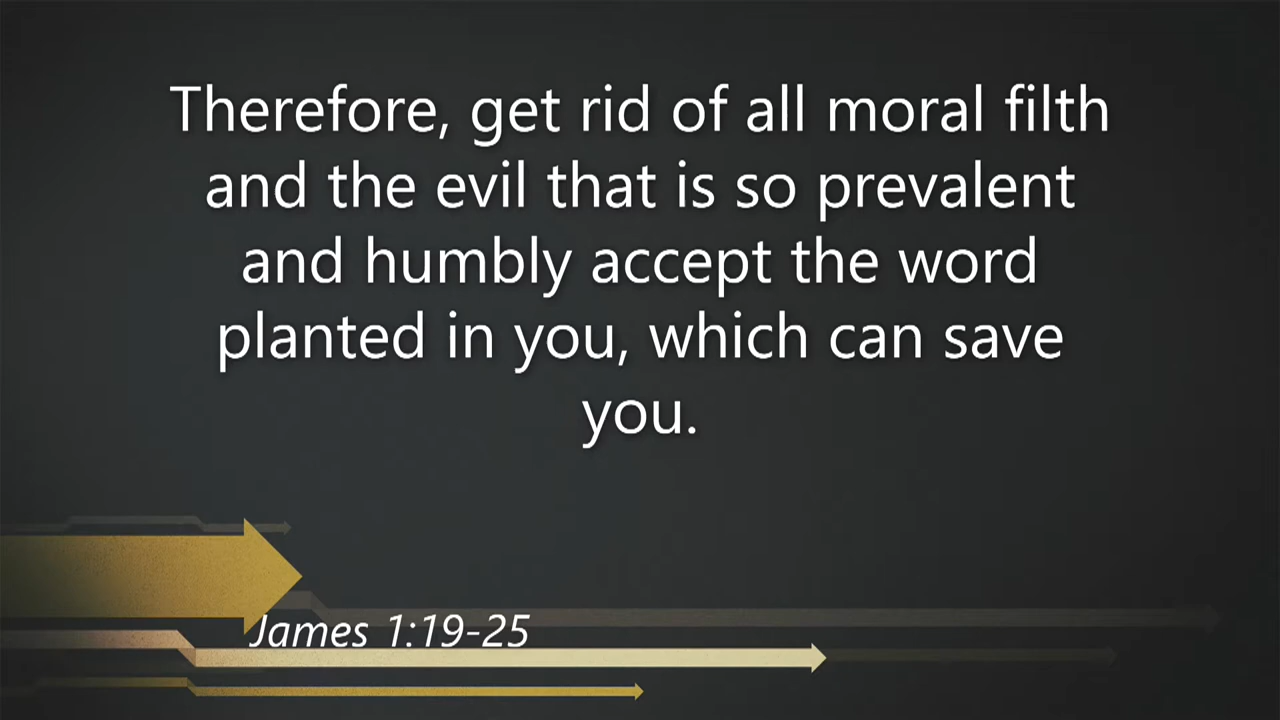 Therefore, get rid of all moral filth
and the evil that is so prevalent
and humbly accept the word
planted in you, which can save
you.
James 1:19-25